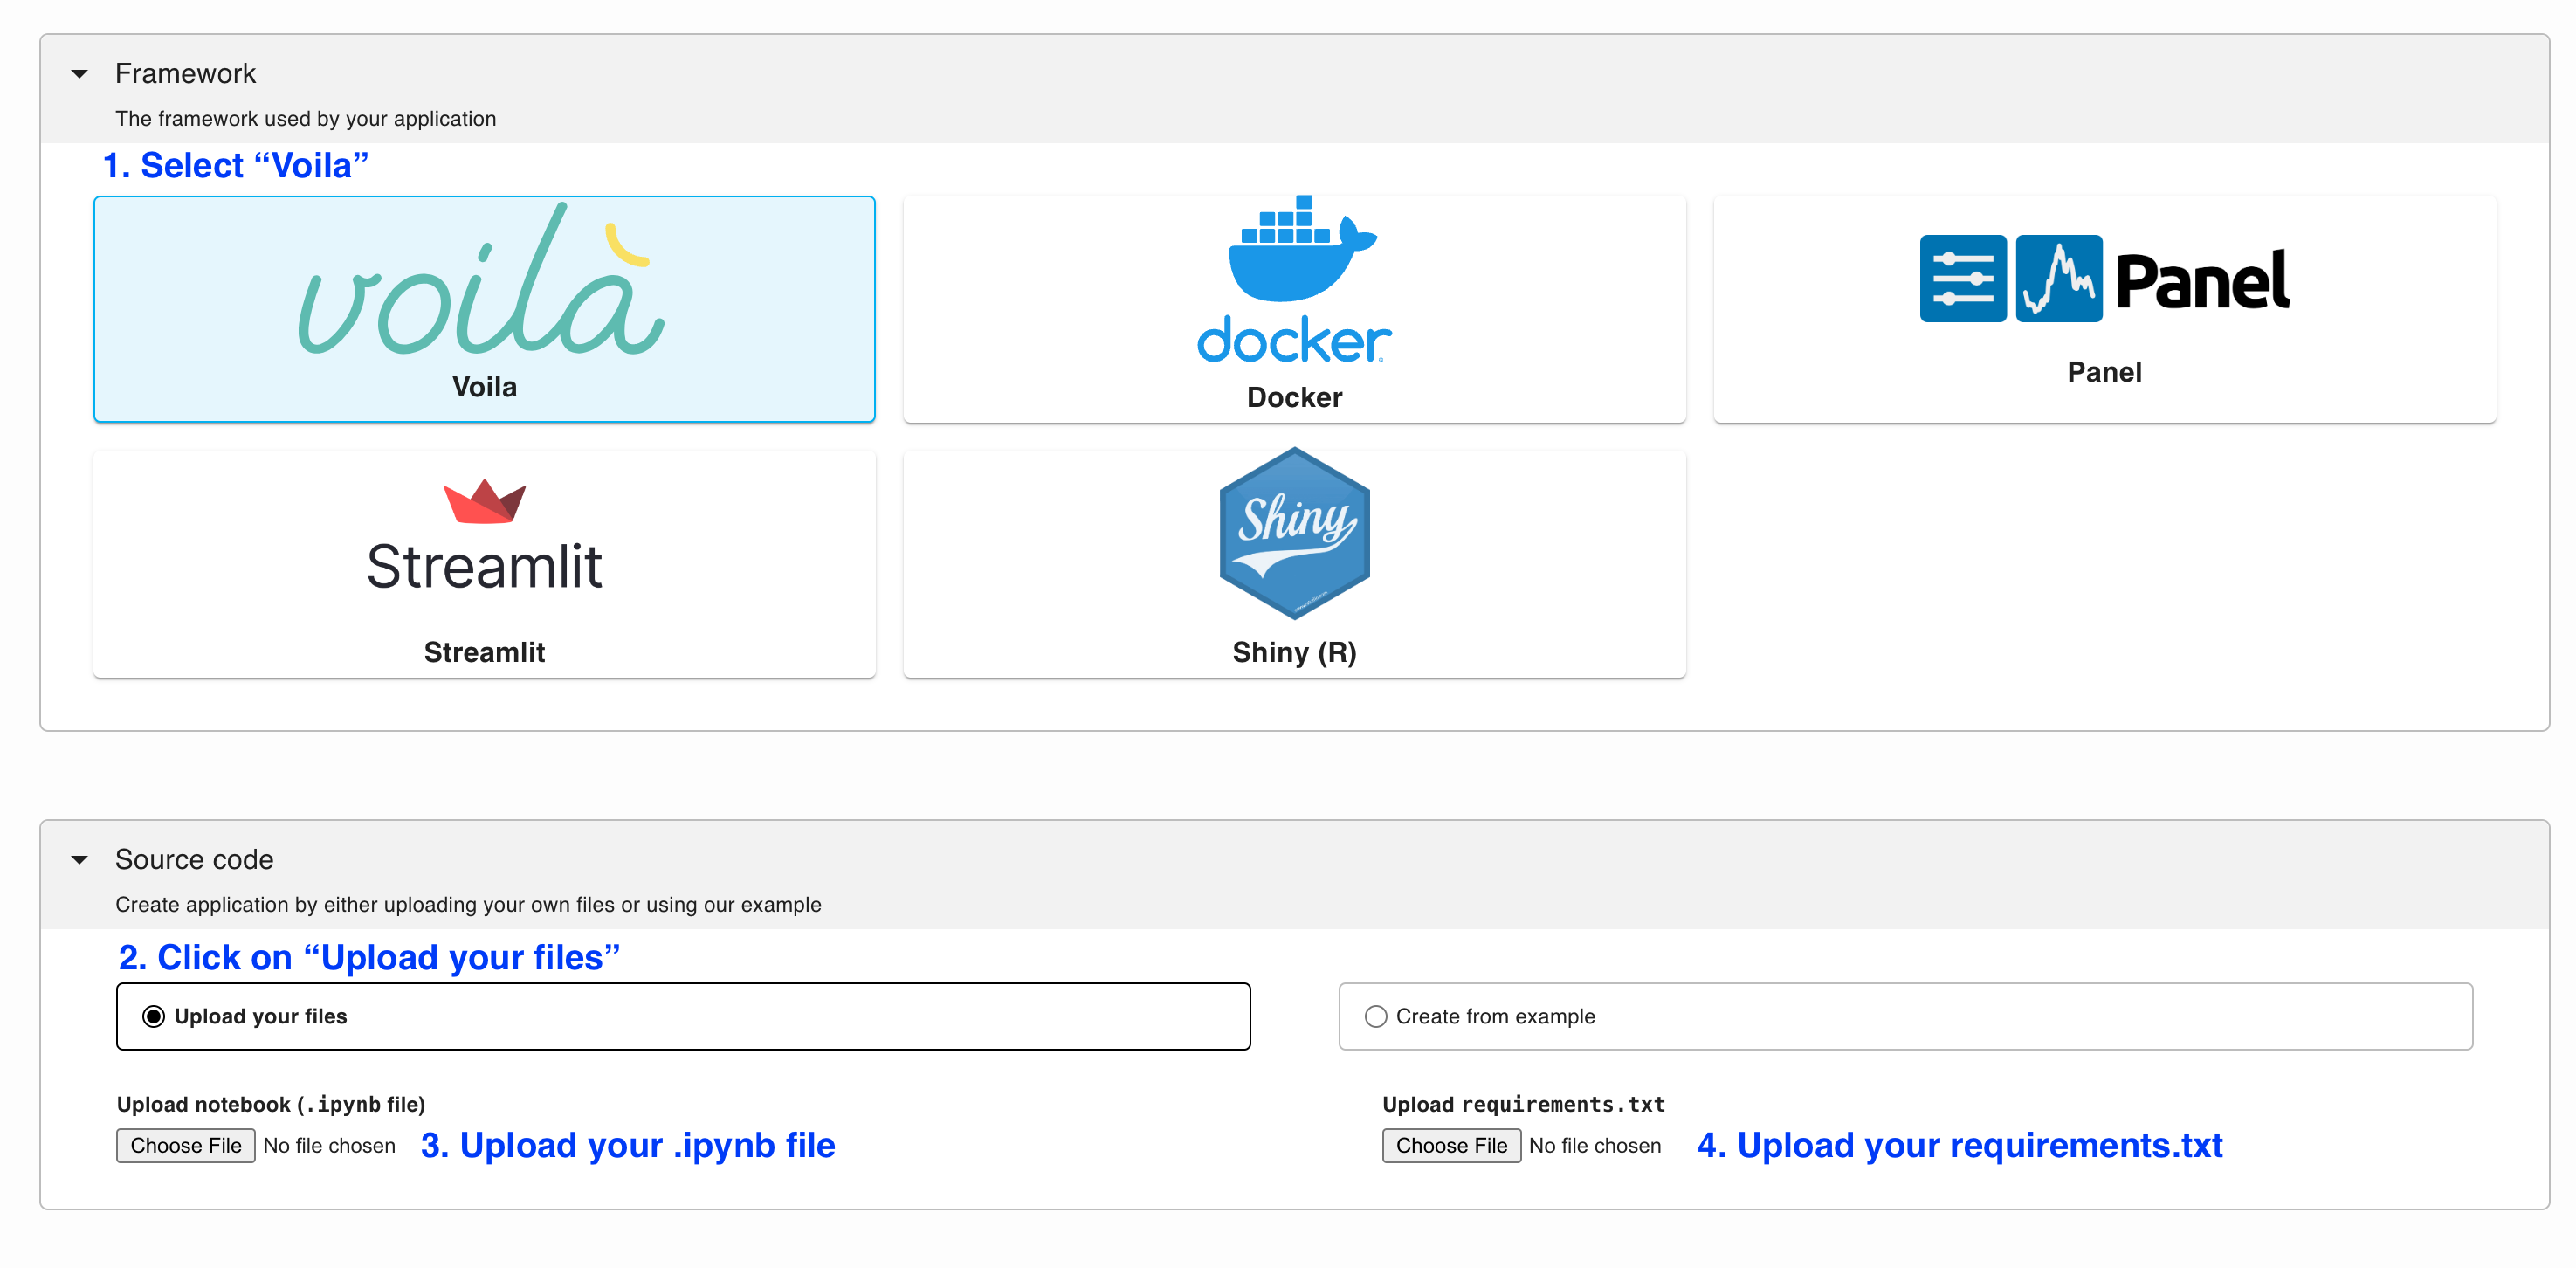 Framework
The framework used by your application
1. Select “Voila”
voilà
Voila
docker
Docker
Panel
Panel
Streamlit
Streamlit
Shiny
Shiny (R)
Source code
Create application by either uploading your own files or using our example
2. Click on “Upload your files”
Upload your files
Create from example
Upload notebook (.ipynb file)
Choose File No file chosen 3. Upload your .ipynb file
Upload requirements.txt
Choose File No file chosen 4. Upload your requirements.txt